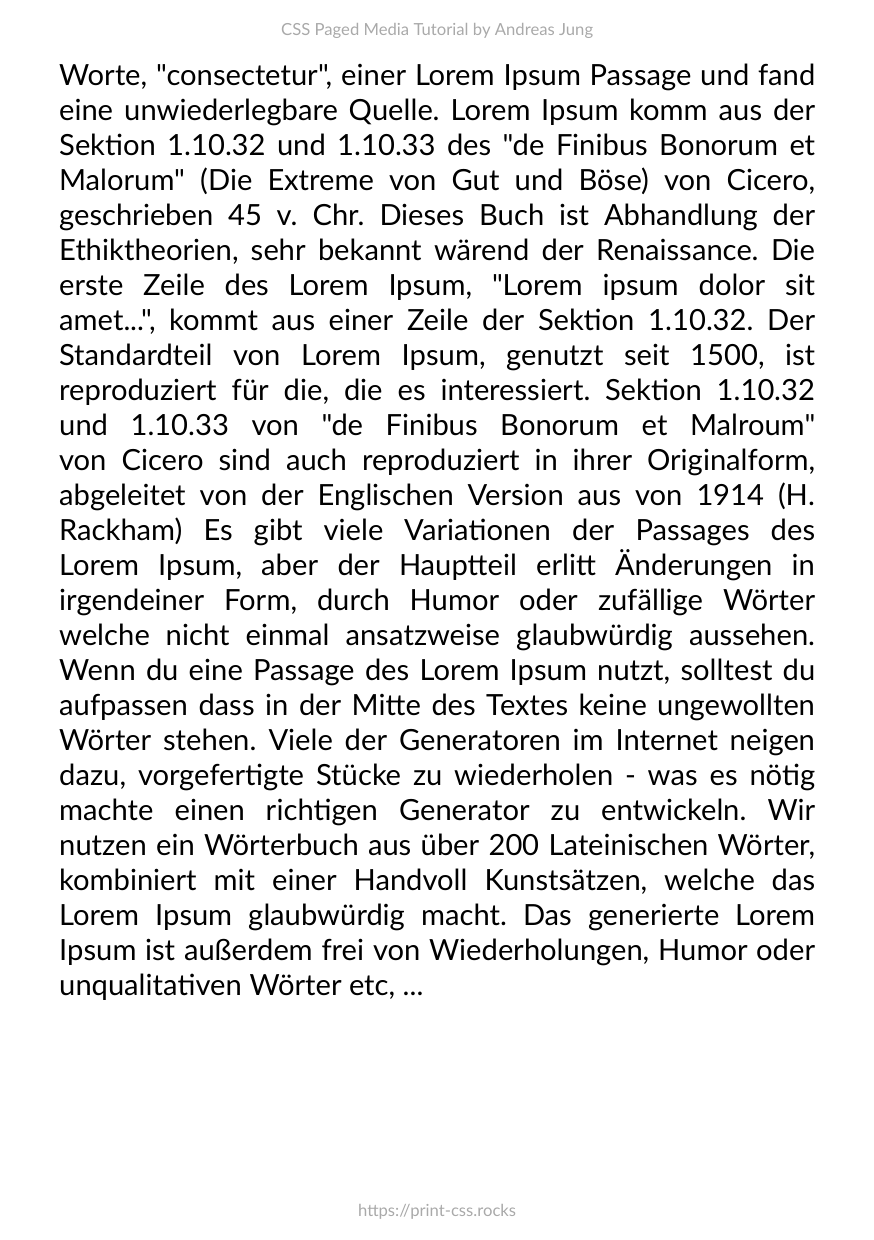 CSS Paged Media Tutorial by Andreas Jung
Worte, "consectetur", einer Lorem Ipsum Passage und fand
eine unwiederlegbare Quelle. Lorem Ipsum komm aus der
Sektion 1.10.32 und 1.10.33 des "de Finibus Bonorum et
Malorum" (Die Extreme von Gut und Böse) von Cicero,
geschrieben 45 v. Chr. Dieses Buch ist Abhandlung der
Ethiktheorien, sehr bekannt wärend der Renaissance. Die
erste Zeile des Lorem Ipsum, "Lorem ipsum dolor sit
amet...", kommt aus einer Zeile der Sektion 1.10.32. Der
Standardteil von Lorem Ipsum, genutzt seit 1500, ist
reproduziert für die, die es interessiert. Sektion 1.10.32
und 1.10.33 von "de Finibus Bonorum et Malroum"
von Cicero sind auch reproduziert in ihrer Originalform,
abgeleitet von der Englischen Version aus von 1914 (H.
Rackham) Es gibt viele Variationen der Passages des
Lorem Ipsum, aber der Hauptteil erlitt Änderungen in
irgendeiner Form, durch Humor oder zufällige Wörter
welche nicht einmal ansatzweise glaubwürdig aussehen.
Wenn du eine Passage des Lorem Ipsum nutzt, solltest du
aufpassen dass in der Mitte des Textes keine ungewollten
Wörter stehen. Viele der Generatoren im Internet neigen
dazu, vorgefertigte Stücke zu wiederholen - was es nötig
machte einen richtigen Generator zu entwickeln. Wir
nutzen ein Wörterbuch aus über 200 Lateinischen Wörter,
kombiniert mit einer Handvoll Kunstsätzen, welche das
Lorem Ipsum glaubwürdig macht. Das generierte Lorem
Ipsum ist außerdem frei von Wiederholungen, Humor oder
unqualitativen Wörter etc, ...
https://print-css.rocks